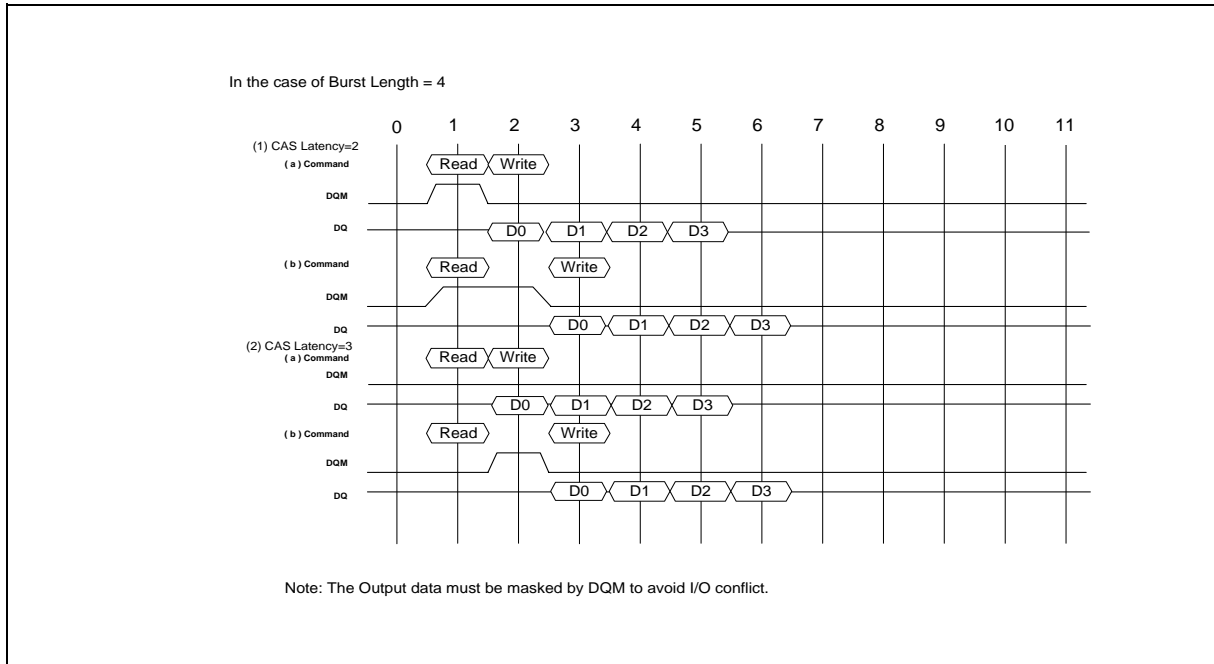 In the case of Burst Length = 4
0 1 2 3 4 5 6 7 8 9 10 11
(1) CAS Latency=2
( a ) Command Read Write
DQM
DQ D0 D1 D2 D3
( b ) Command Read Write
DQM
DQ D0 D1 D2 D3
(2) CAS Latency=3
( a ) Command Read Write
DQM
DQ D0 D1 D2 D3
( b ) Command Read Write
DQM
DQ D0 D1 D2 D3
Note: The Output data must be masked by DQM to avoid I/O conflict.